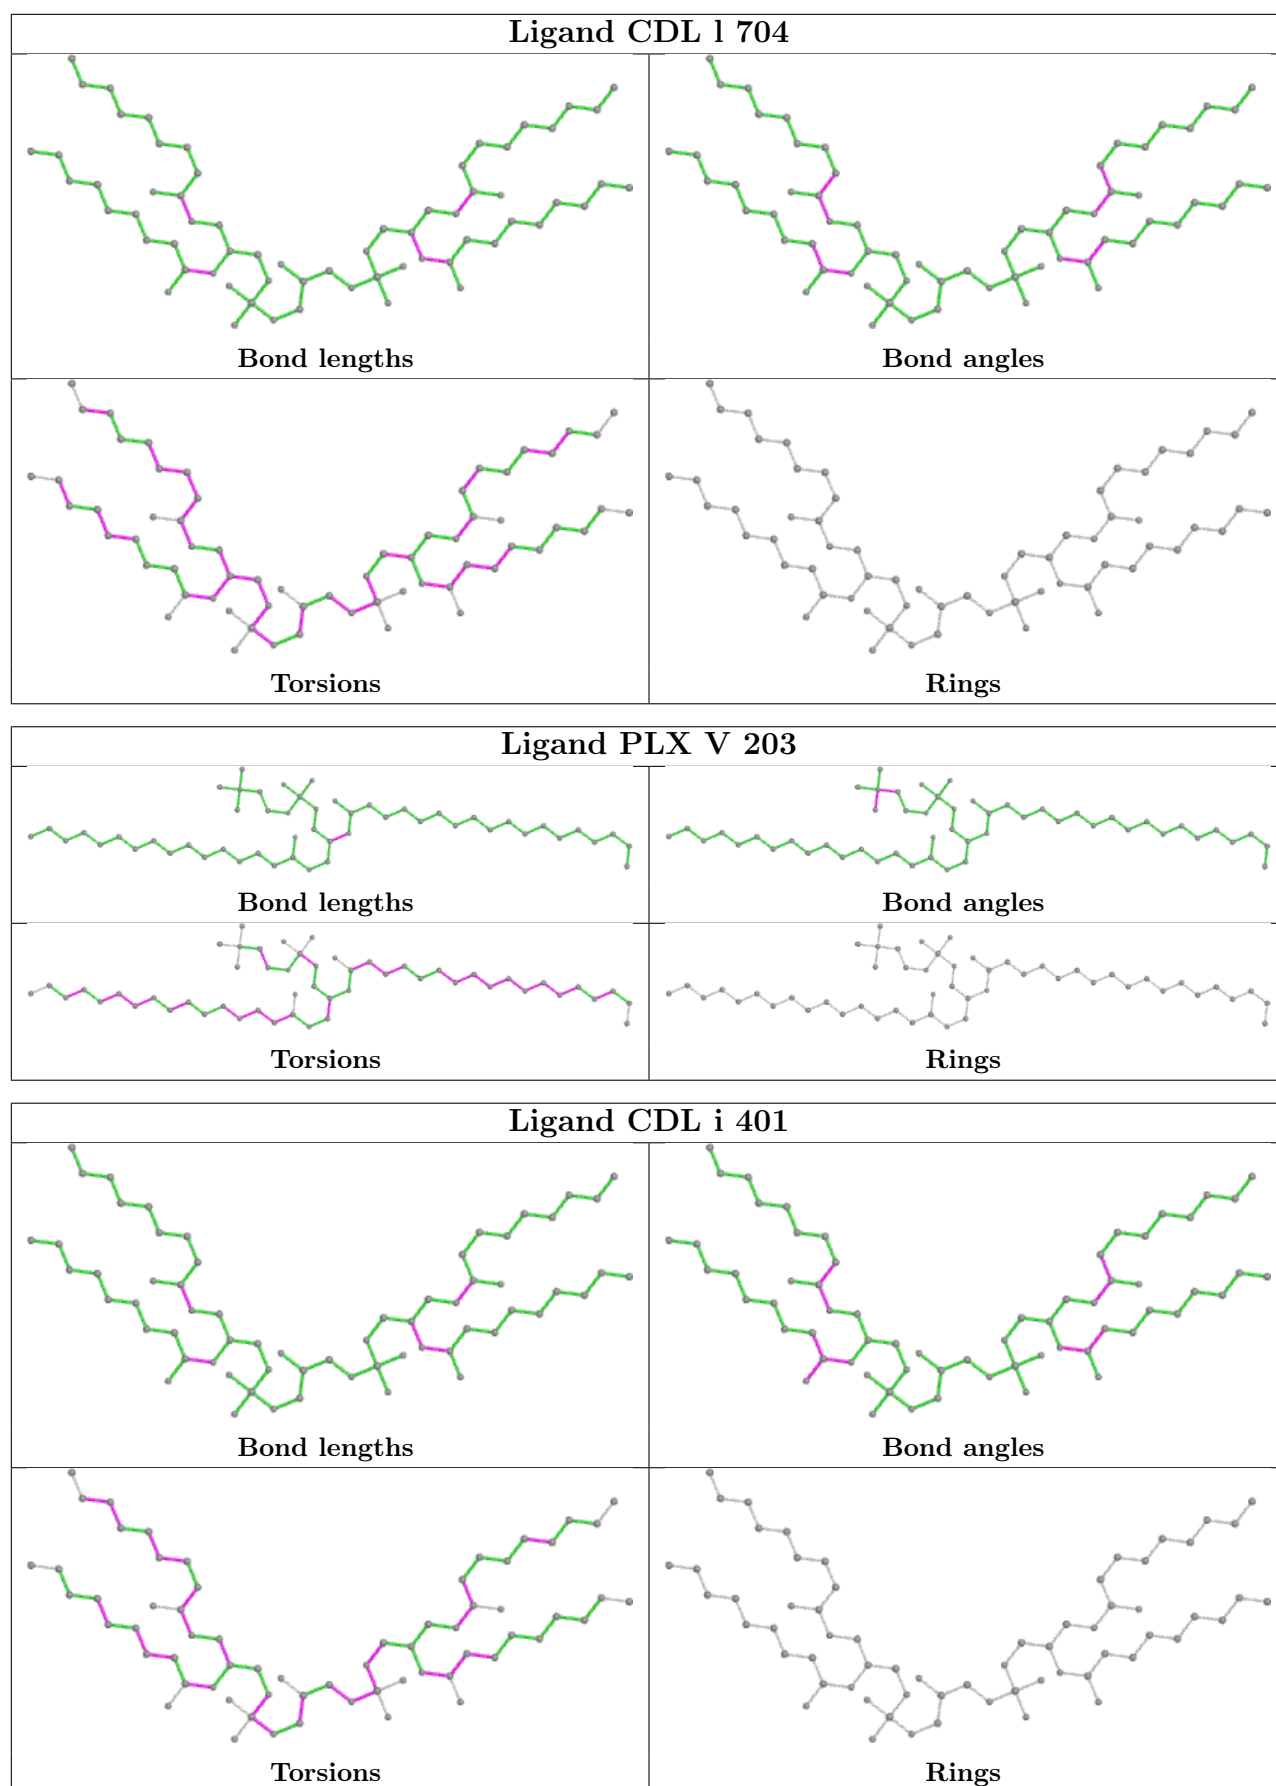 Ligand CDL l 704
Bond lengths
Bond angles
Torsions
Rings
Ligand PLX V 203
Bond lengths
Bond angles
Torsions
Rings
Ligand CDL i 401
Bond lengths
Bond angles
Torsions
Rings